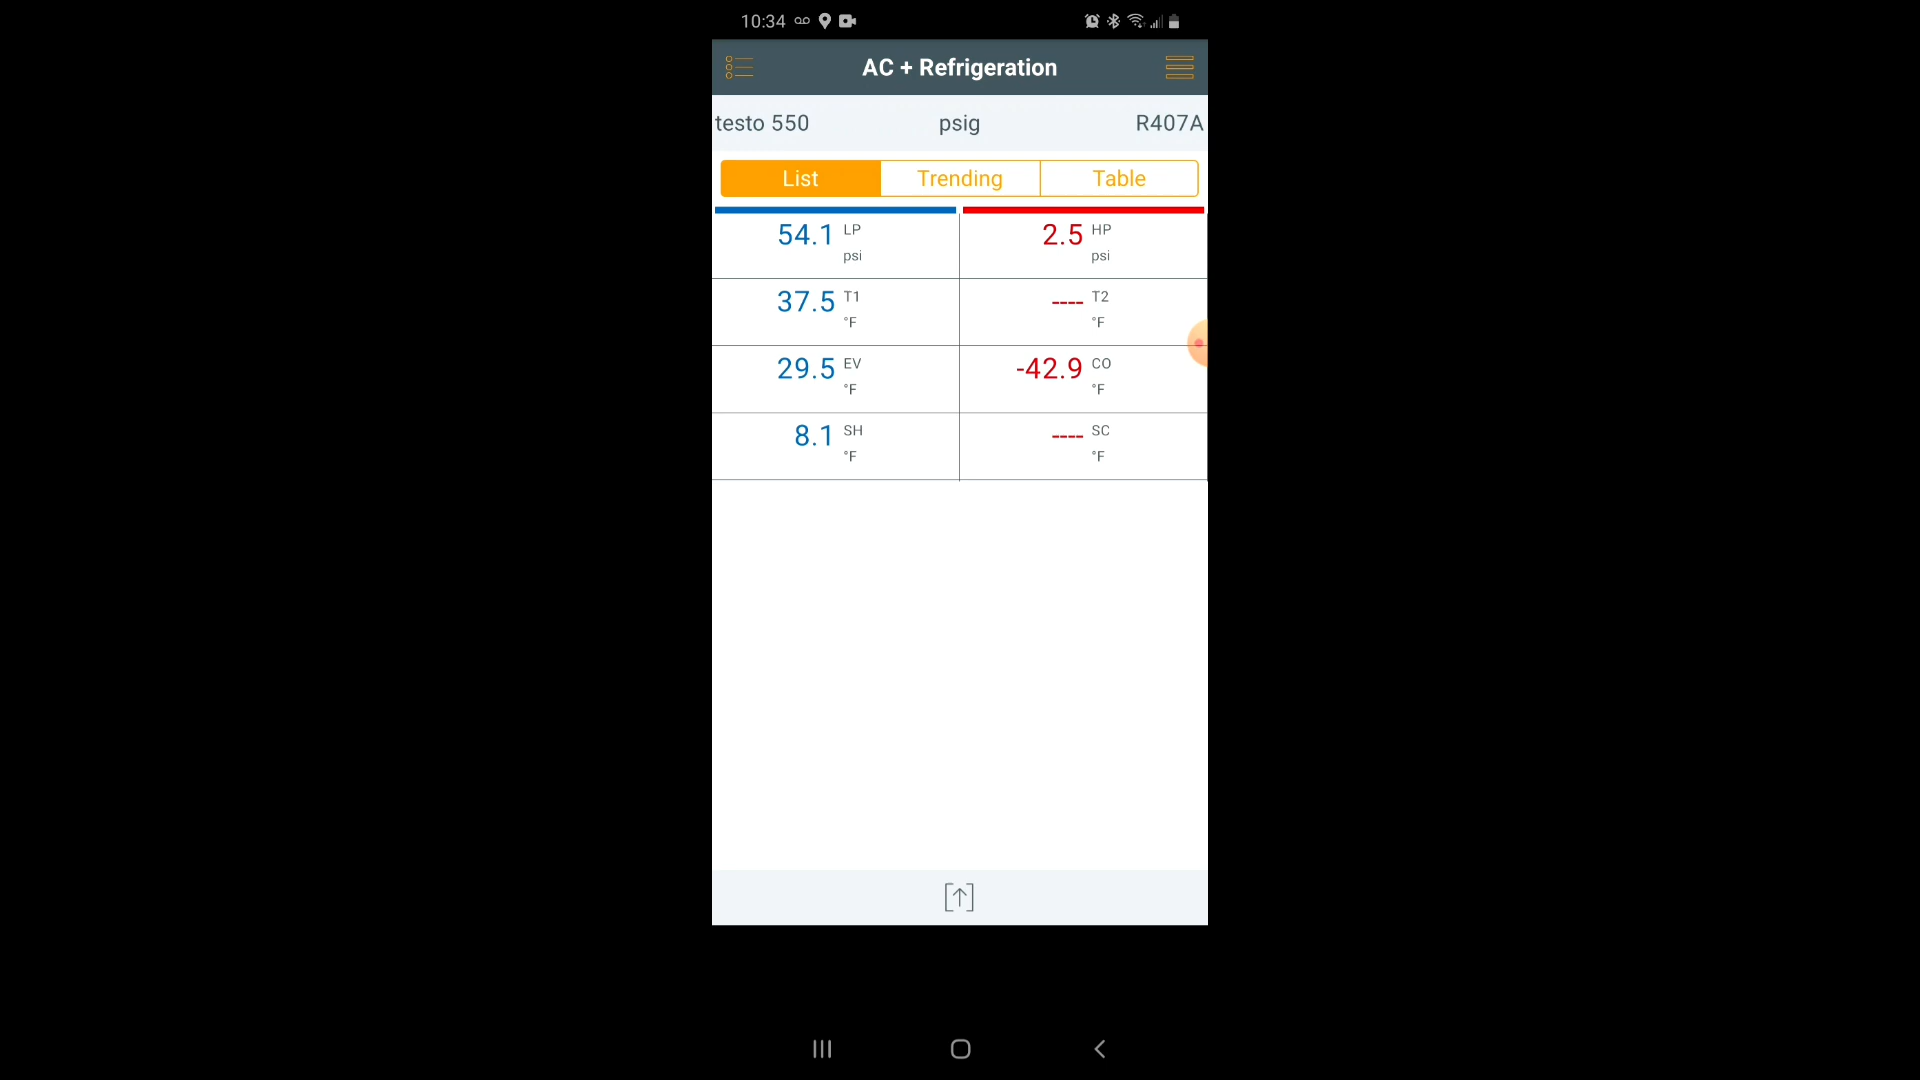 10:34
AC + Refrigeration
testo 550 psig R407A
List Trending Table
54.1 LP psi 2.5 HP psi
37.5 T1 °F ---- T2 °F
29.5 EV °F -42.9 CO °F
8.1 SH °F ---- SC °F